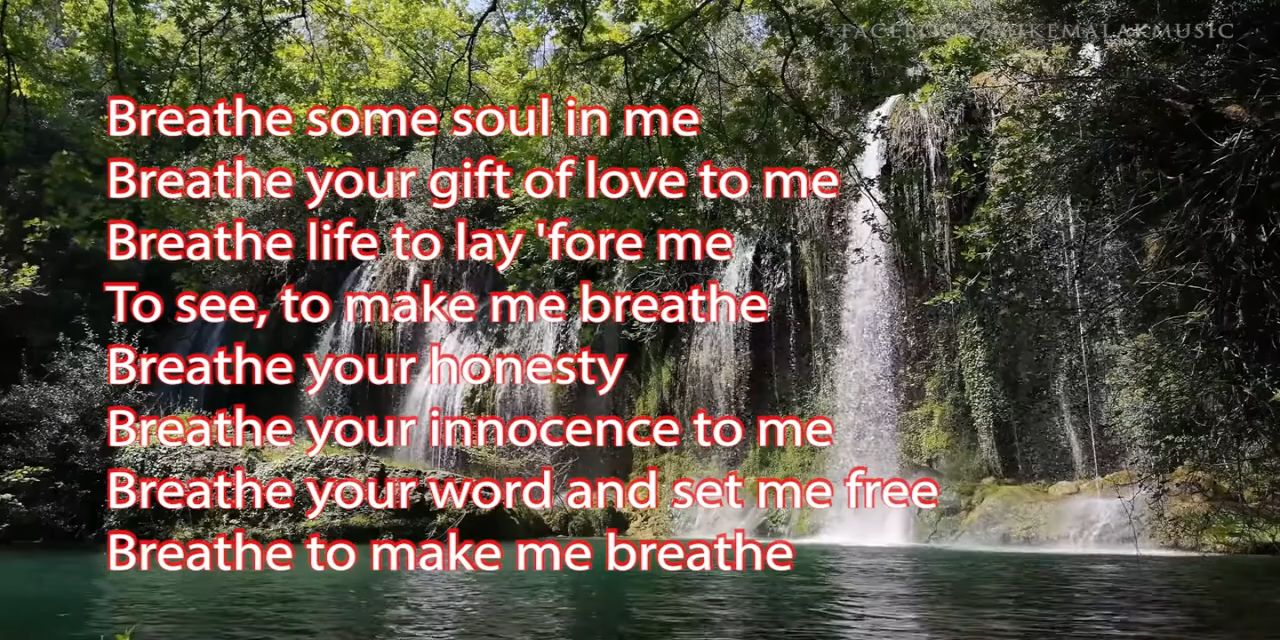 FACEBOOK/MIKEMALAKMUSIC
Breathe some soul in me
Breathe your gift of love to me
Breathe life to lay 'fore me
To see, to make me breathe
Breathe your honesty
Breathe your innocence to me
Breathe your word and set me free
Breathe to make me breathe